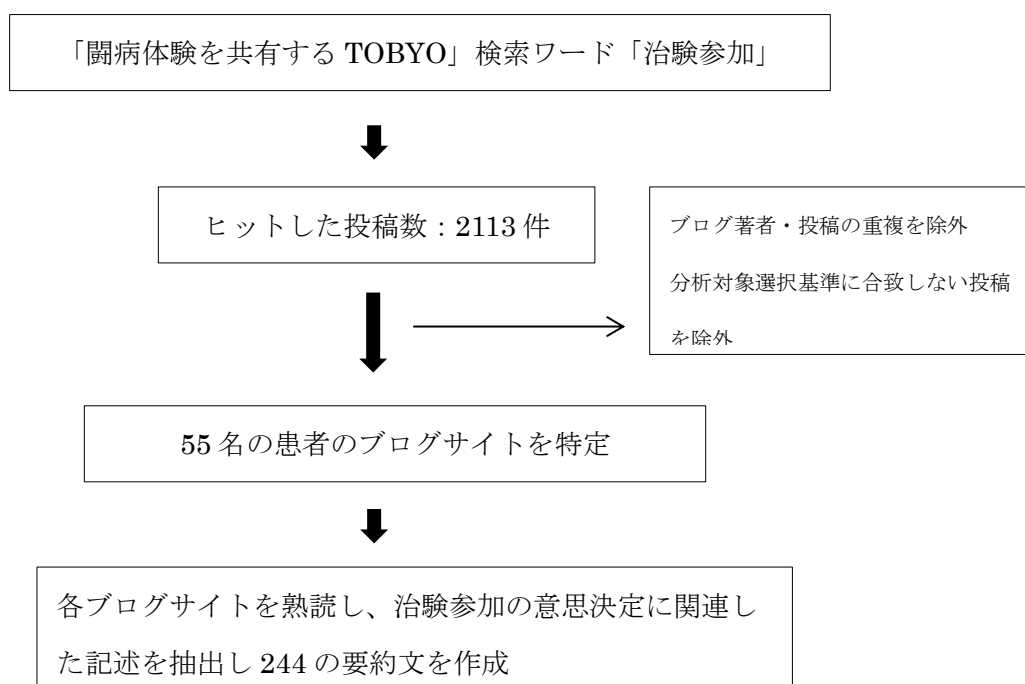 「闘病体験を共有する TOBYO」検索ワード「治験参加」
ヒットした投稿数：2113 件
ブログ著者・投稿の重複を除外
分析対象選択基準に合致しない投稿
を除外
55 名の患者のブログサイトを特定
各ブログサイトを熟読し、治験参加の意思決定に関連し
た記述を抽出し 244 の要約文を作成